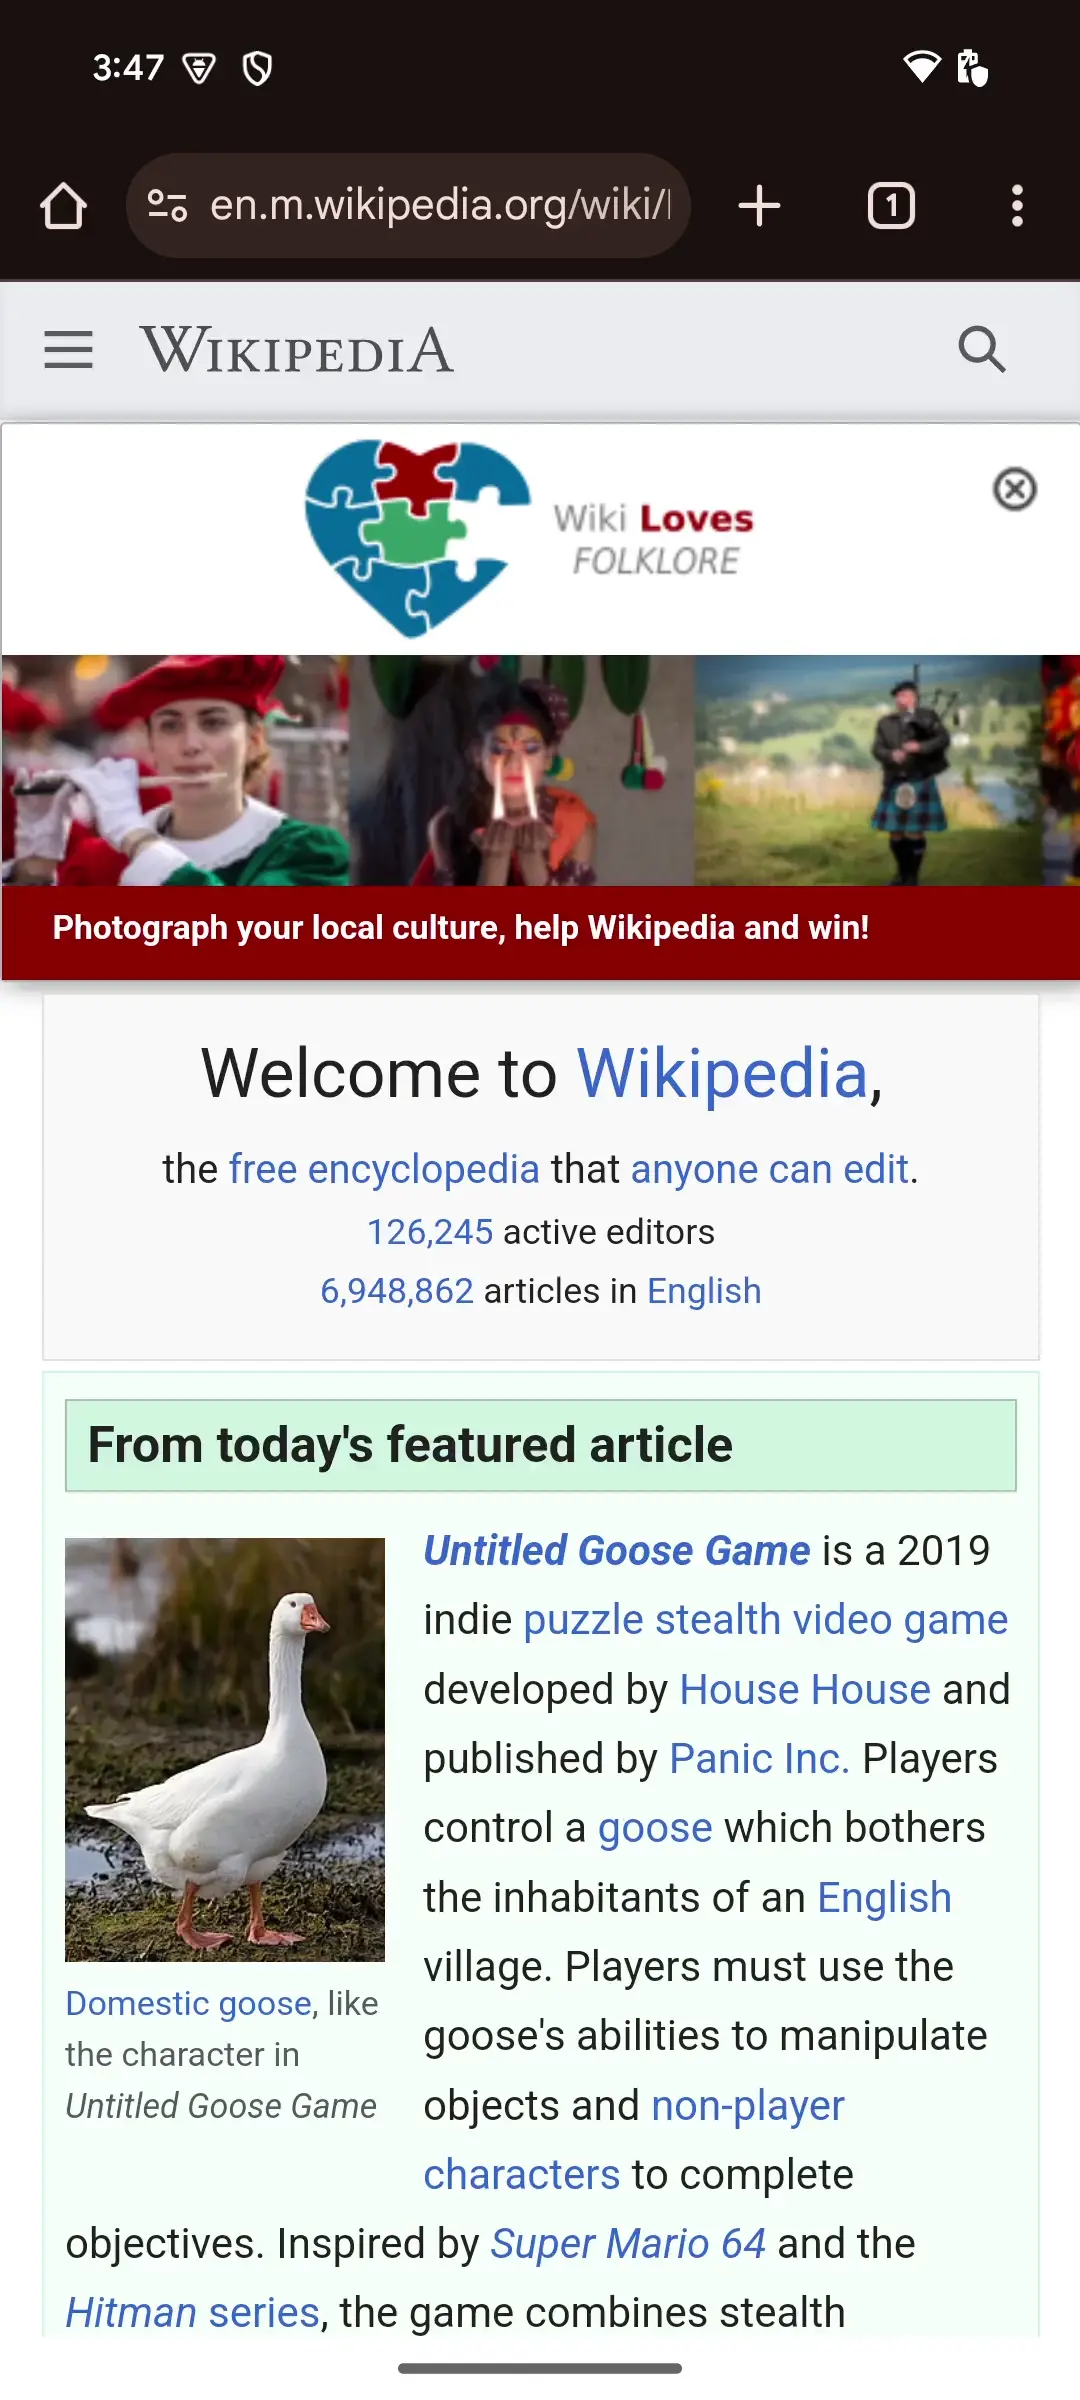 3:47
en.m.wikipedia.org/wiki/
1
WIKIPEDIA
Wiki Loves
FOLKLORE
Photograph your local culture, help Wikipedia and win!
Welcome to Wikipedia,
the free encyclopedia that anyone can edit.
126,245 active editors
6,948,862 articles in English
From today's featured article
Untitled Goose Game is a 2019
indie puzzle stealth video game
developed by House House and
published by Panic Inc. Players
control a goose which bothers
the inhabitants of an English
village. Players must use the
goose's abilities to manipulate
objects and non-player
characters to complete
Domestic goose, like
the character in
Untitled Goose Game
objectives. Inspired by Super Mario 64 and the
Hitman series, the game combines stealth